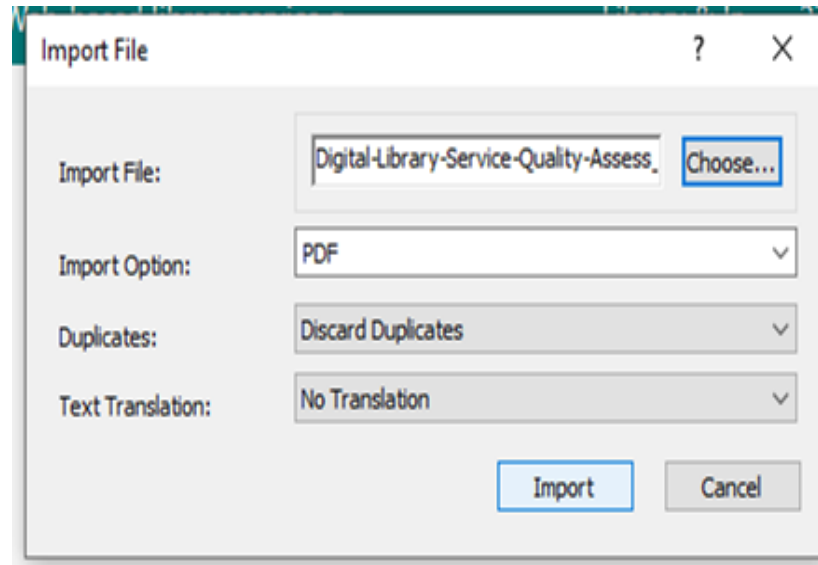 Import File
Import File:
Digital-Library-Service-Quality-Assess_
Choose...
Import Option:
PDF
Duplicates:
Discard Duplicates
Text Translation:
No Translation
Import
Cancel